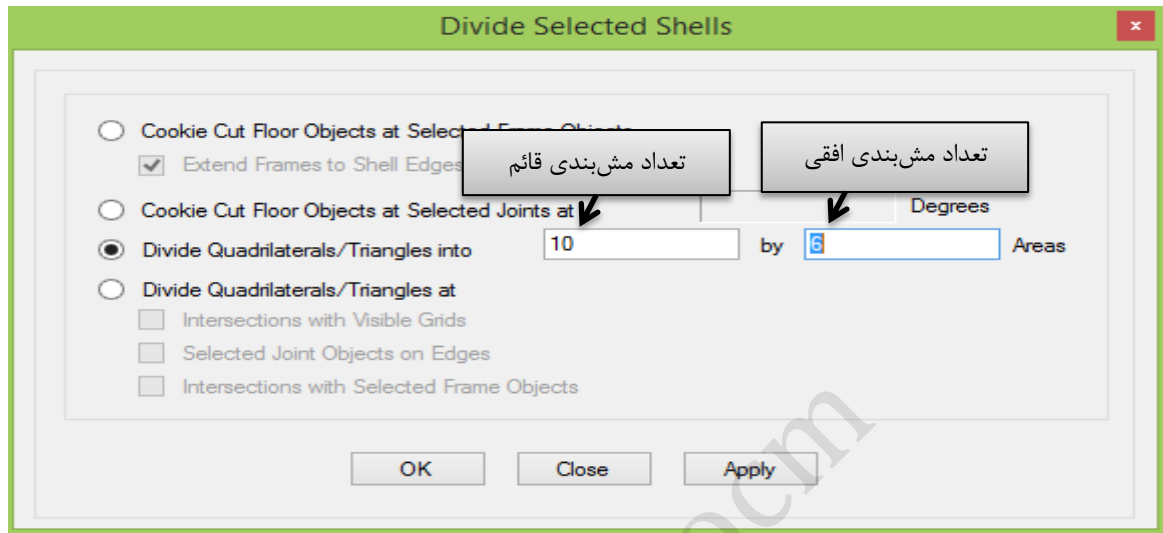 Divide Selected Shells
x
Cookie Cut Floor Objects at Selected Frame Objects
تعداد مش‌بندی قائم
تعداد مش‌بندی افقی
Extend Frames to Shell Edges
Cookie Cut Floor Objects at Selected Joints at
Degrees
Divide Quadrilaterals/Triangles into 10 by 6 Areas
Divide Quadrilaterals/Triangles at
Intersections with Visible Grids
Selected Joint Objects on Edges
Intersections with Selected Frame Objects
OK Close Apply